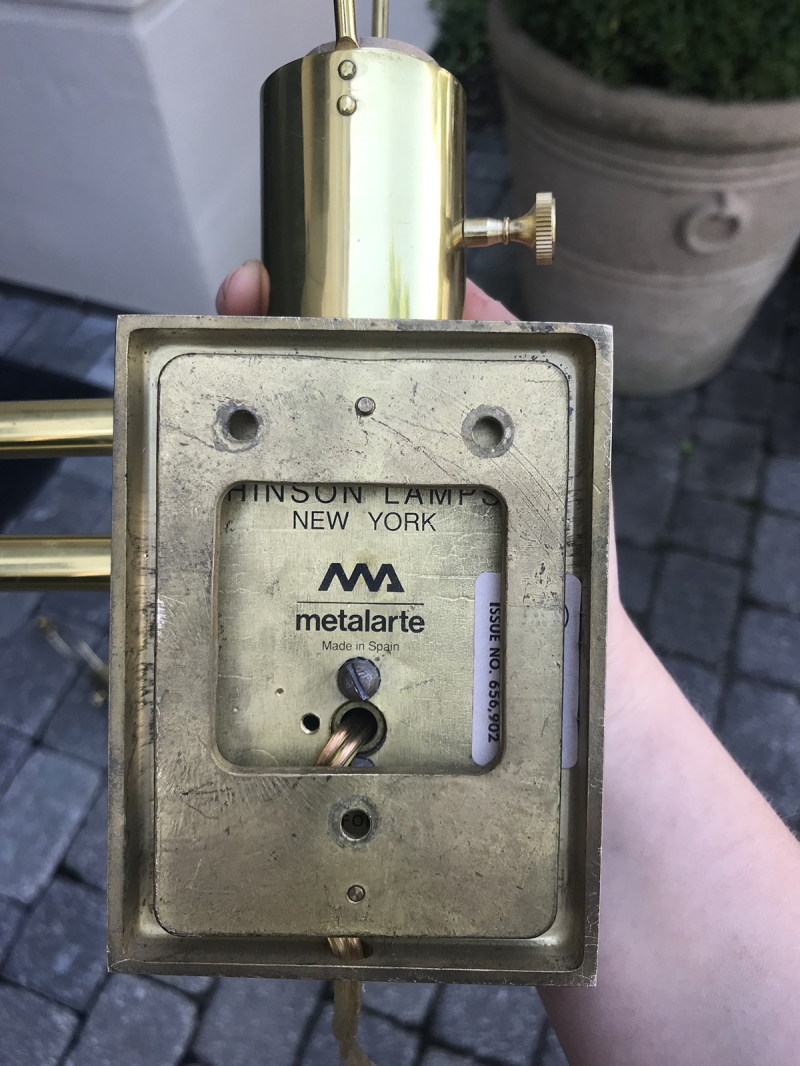 HINSON LAMPS
NEW YORK
metalarte
Made in Spain
ISSUE NO. 656,902